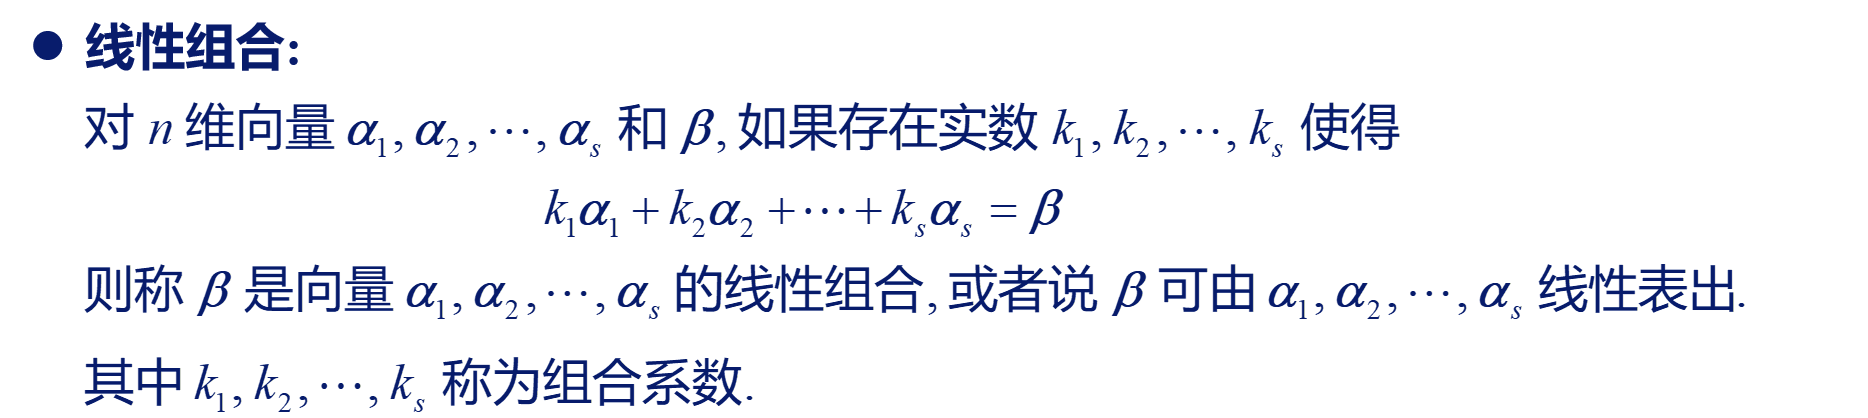 ● 线性组合:
对 n 维向量 α₁, α₂, ⋯, αₛ 和 β, 如果存在实数 k₁, k₂, ⋯, kₛ 使得
k₁α₁ + k₂α₂ + ⋯ + kₛαₛ = β
则称 β 是向量 α₁, α₂, ⋯, αₛ 的线性组合, 或者说 β 可由 α₁, α₂, ⋯, αₛ 线性表出.
其中 k₁, k₂, ⋯, kₛ 称为组合系数.